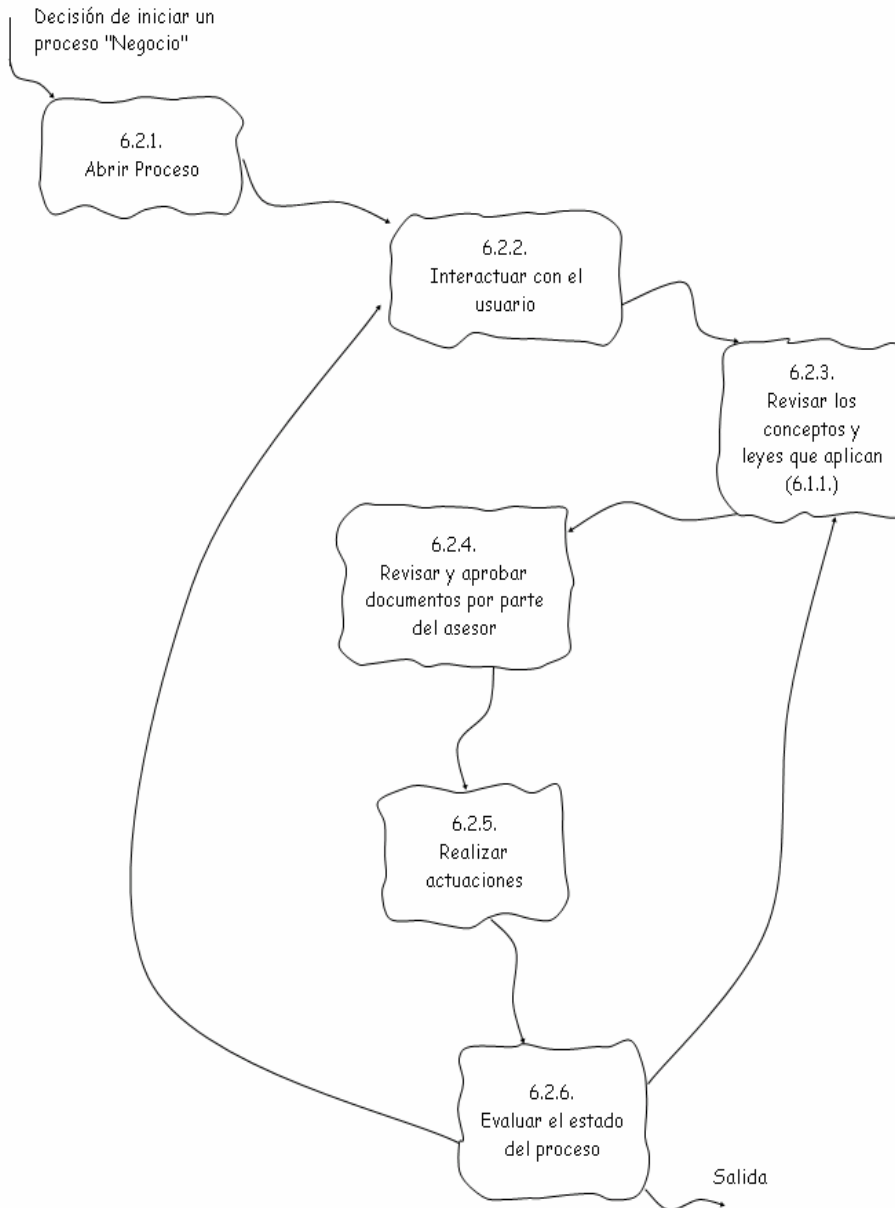 Decisión de iniciar un
proceso "Negocio"
6.2.1.
Abrir Proceso
6.2.2.
Interactuar con el
usuario
6.2.3.
Revisar los
conceptos y
leyes que aplican
(6.1.1.)
6.2.4.
Revisar y aprobar
documentos por parte
del asesor
6.2.5.
Realizar
actuaciones
6.2.6.
Evaluar el estado
del proceso
Salida